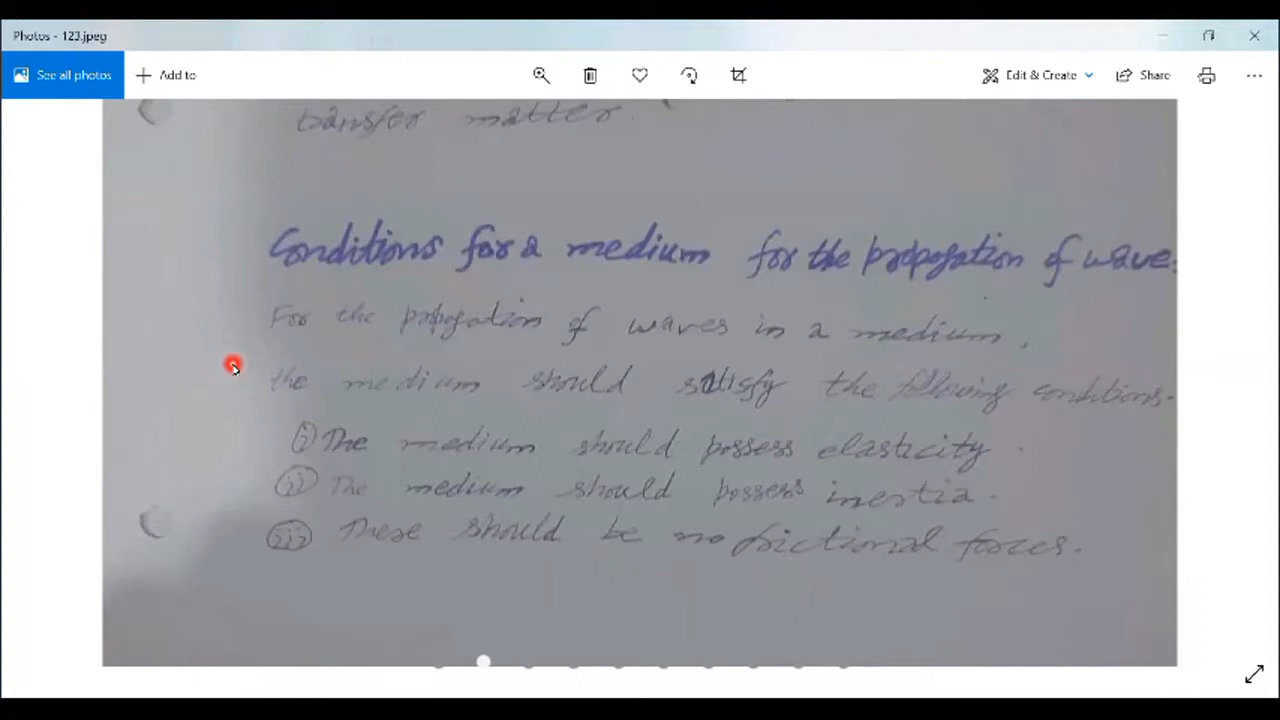 Photos - 123.jpeg
See all photos
Add to
Edit & Create
Share
transfer matter.
Conditions for a medium for the propogation of wave:
For the propogation of waves in a medium,
the medium should satisfy the following conditions.
i) The medium should possess elasticity.
ii) The medium should possess inertia.
iii) There should be no frictional forces.